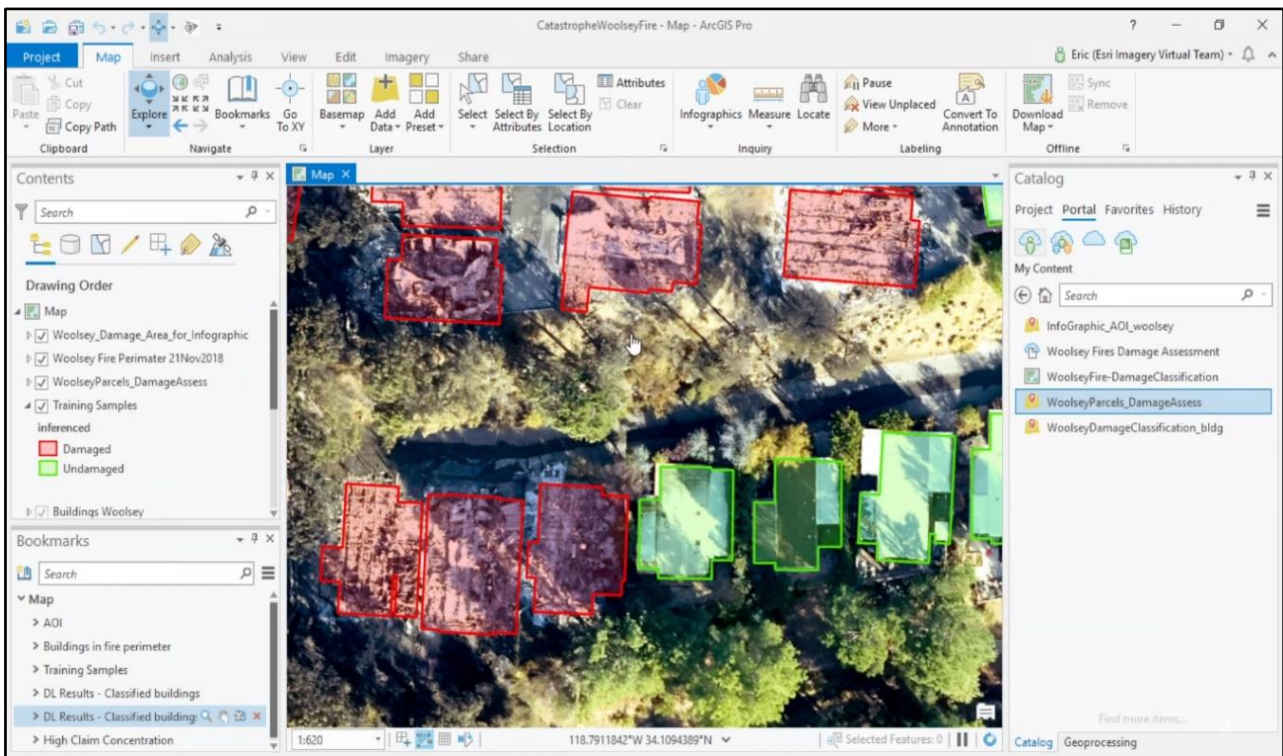 CatastropheWoolseyFire - Map - ArcGIS Pro
?
Project Map Insert Analysis View Edit Imagery Share
Eric (Esri Imagery Virtual Team)
Paste
Cut
Copy
Copy Path
Clipboard
Explore
Bookmarks
Go To XY
Navigate
Basemap
Add Data
Add Preset
Layer
Select
Select By Attributes
Select By Location
Attributes
Clear
Selection
Infographics
Measure
Locate
Inquiry
Pause
View Unplaced
More
Convert To Annotation
Labeling
Download Map
Sync
Remove
Offline
Contents
Search
Drawing Order
Map
Woolsey_Damage_Area_for_Infographic
Woolsey Fire Perimater 21Nov2018
WoolseyParcels_DamageAssess
Training Samples
inferenced
Damaged
Undamaged
Buildings Woolsey
Bookmarks
Search
Map
AOI
Buildings in fire perimeter
Training Samples
DL Results - Classified buildings
DL Results - Classified building:
High Claim Concentration
Map
1:620
118.7911842°W 34.1094389°N
Selected Features: 0
Catalog
Project Portal Favorites History
My Content
Search
InfoGraphic_AOI_woolsey
Woolsey Fires Damage Assessment
WoolseyFire-DamageClassification
WoolseyParcels_DamageAssess
WoolseyDamageClassification_bldg
Find more items...
Catalog Geoprocessing